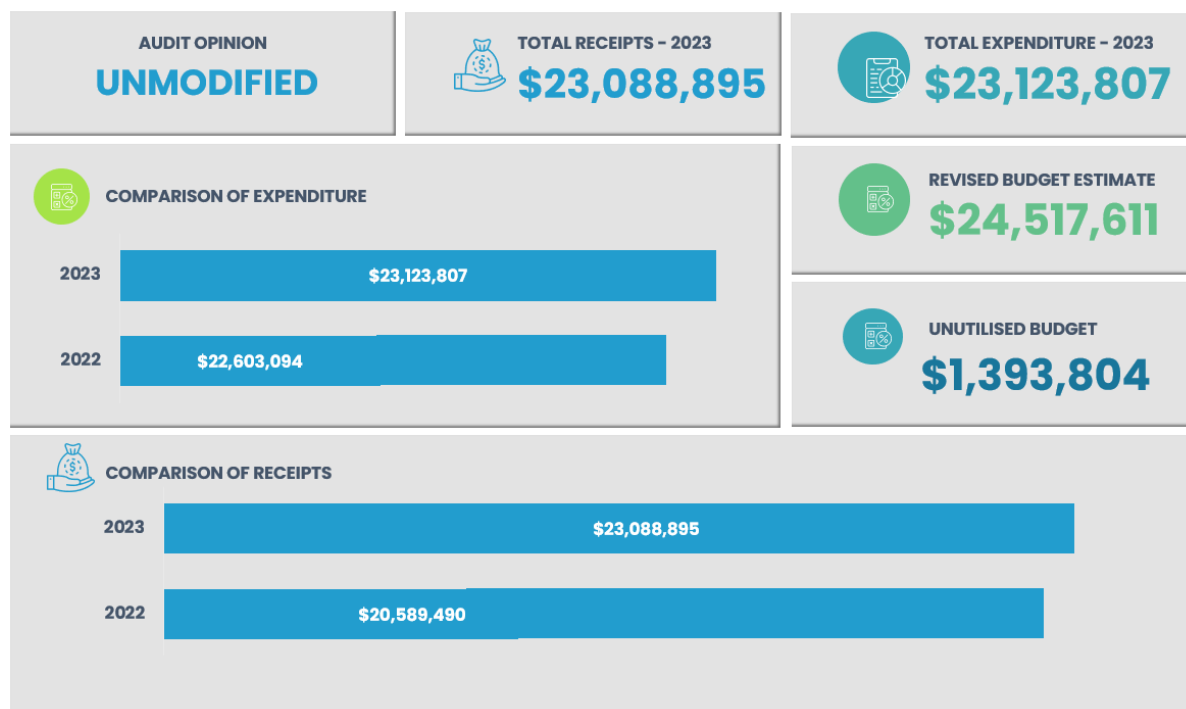 AUDIT OPINION
UNMODIFIED
TOTAL RECEIPTS - 2023
$23,088,895
TOTAL EXPENDITURE - 2023
$23,123,807
COMPARISON OF EXPENDITURE
2023
$23,123,807
2022
$22,603,094
REVISED BUDGET ESTIMATE
$24,517,611
UNUTILISED BUDGET
$1,393,804
COMPARISON OF RECEIPTS
2023
$23,088,895
2022
$20,589,490